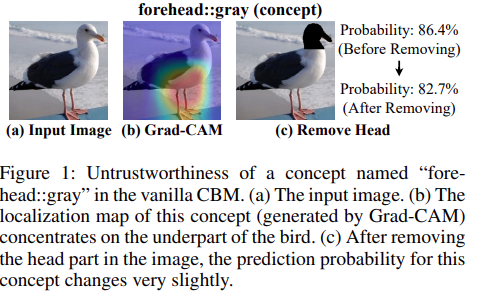 forehead::gray (concept)
Probability: 86.4%
(Before Removing)
Probability: 82.7%
(After Removing)
(a) Input Image (b) Grad-CAM (c) Remove Head
Figure 1: Untrustworthiness of a concept named “fore-
head::gray” in the vanilla CBM. (a) The input image. (b) The
localization map of this concept (generated by Grad-CAM)
concentrates on the underpart of the bird. (c) After removing
the head part in the image, the prediction probability for this
concept changes very slightly.